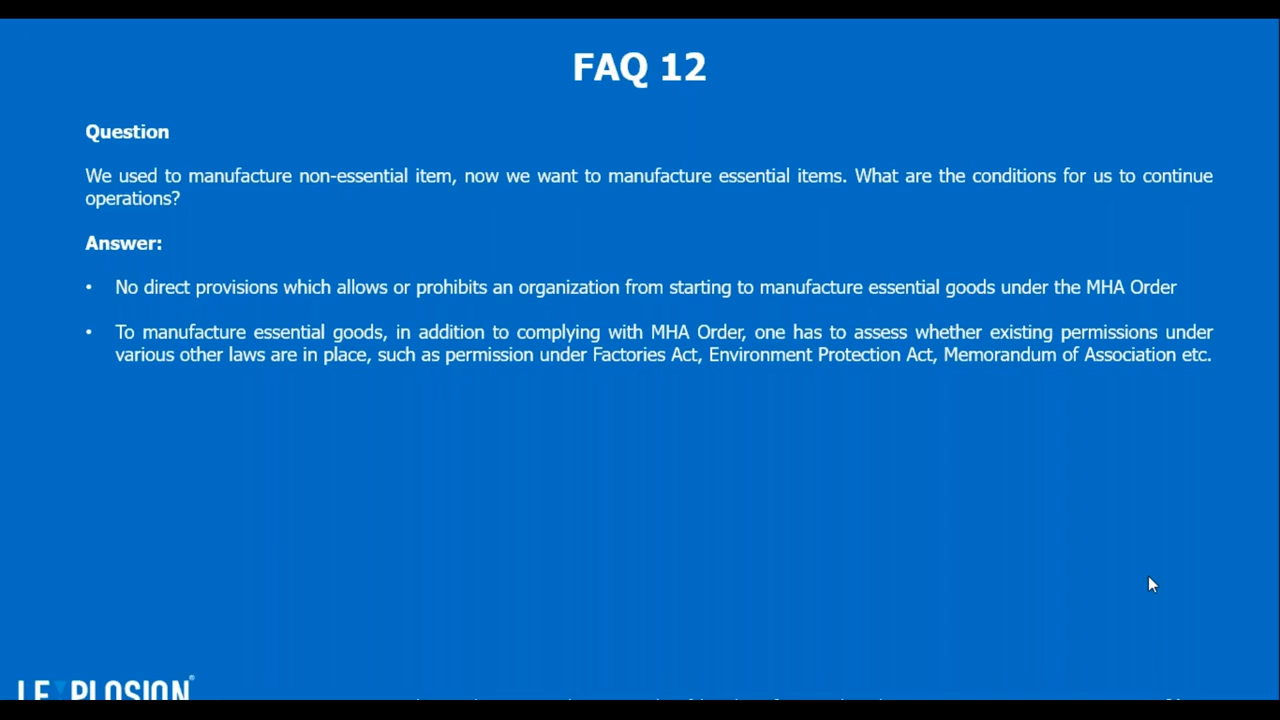 FAQ 12
Question
We used to manufacture non-essential item, now we want to manufacture essential items. What are the conditions for us to continue
operations?
Answer:
• No direct provisions which allows or prohibits an organization from starting to manufacture essential goods under the MHA Order
• To manufacture essential goods, in addition to complying with MHA Order, one has to assess whether existing permissions under
various other laws are in place, such as permission under Factories Act, Environment Protection Act, Memorandum of Association etc.
LEXPLOSION®